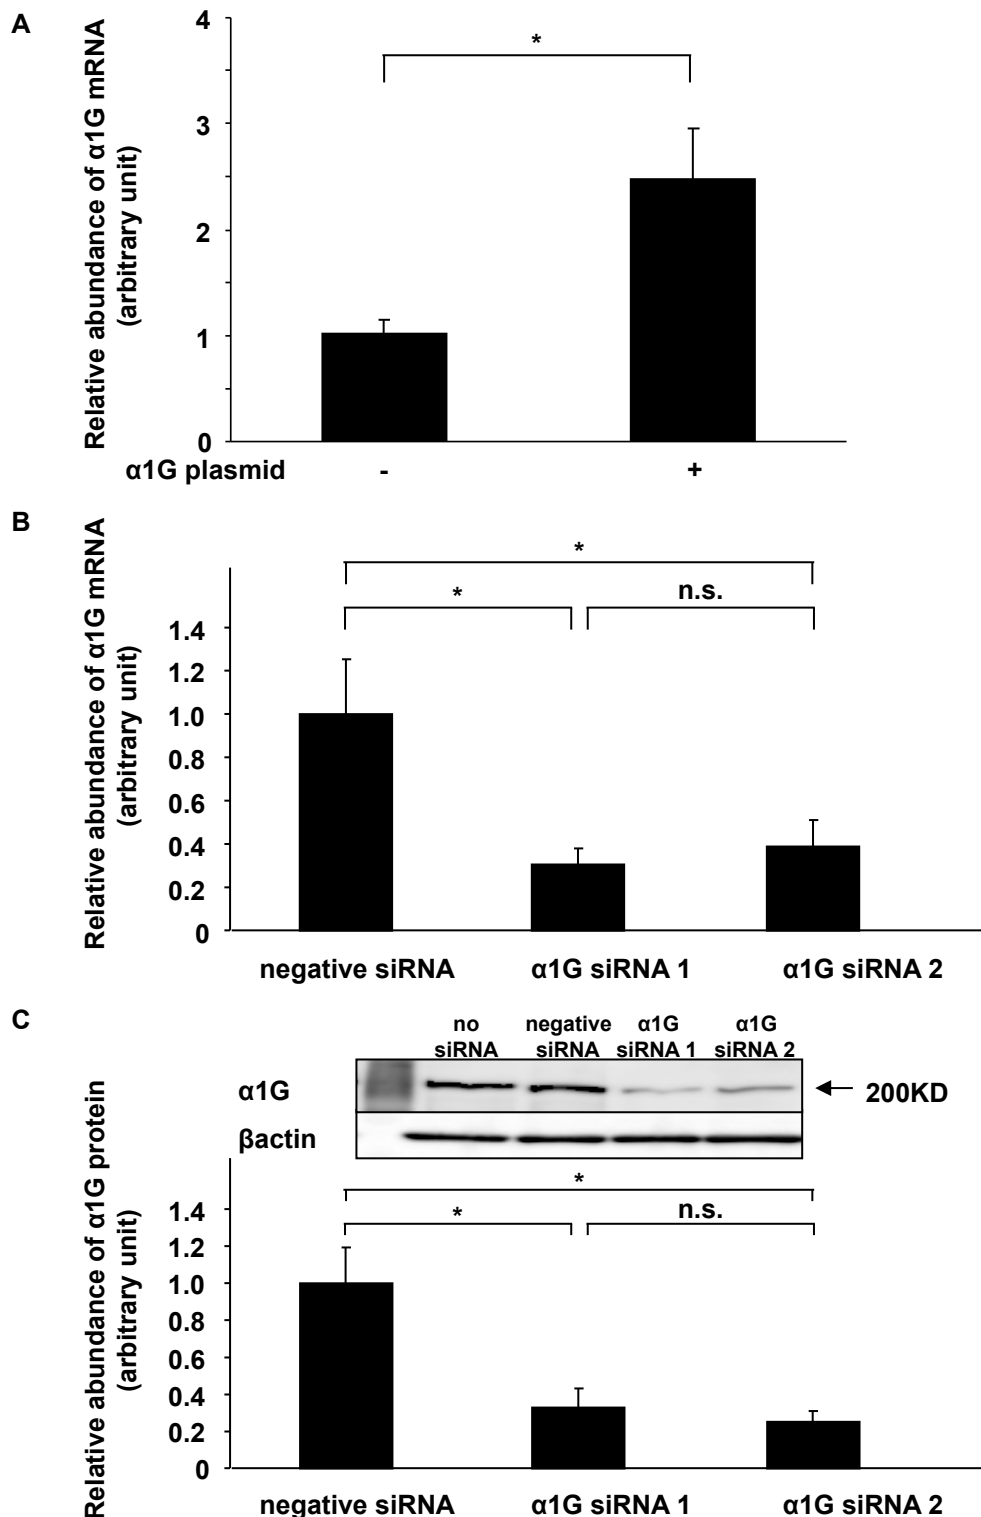 A
Relative abundance of α1G mRNA
(arbitrary unit)
4
3
2
1
0
*
α1G plasmid - +
B
Relative abundance of α1G mRNA
(arbitrary unit)
*
* n.s.
1.4
1.2
1.0
0.8
0.6
0.4
0.2
0
negative siRNA α1G siRNA 1 α1G siRNA 2
C
no negative α1G α1G
siRNA siRNA siRNA 1 siRNA 2
α1G 200KD
βactin
Relative abundance of α1G protein
(arbitrary unit)
*
* n.s.
1.4
1.2
1.0
0.8
0.6
0.4
0.2
0
negative siRNA α1G siRNA 1 α1G siRNA 2